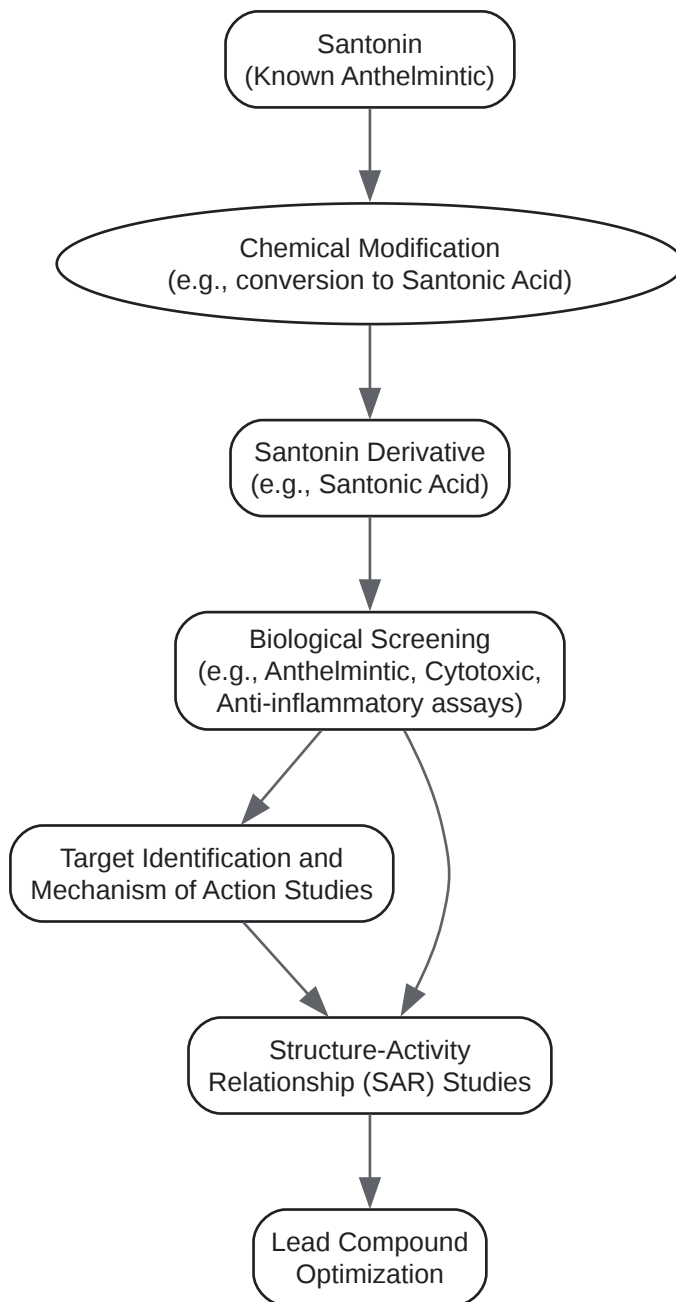 Santonin
(Known Anthelmintic)
Chemical Modification
(e.g., conversion to Santonic Acid)
Santonin Derivative
(e.g., Santonic Acid)
Biological Screening
(e.g., Anthelmintic, Cytotoxic,
Anti-inflammatory assays)
Target Identification and
Mechanism of Action Studies
Structure-Activity
Relationship (SAR) Studies
Lead Compound
Optimization